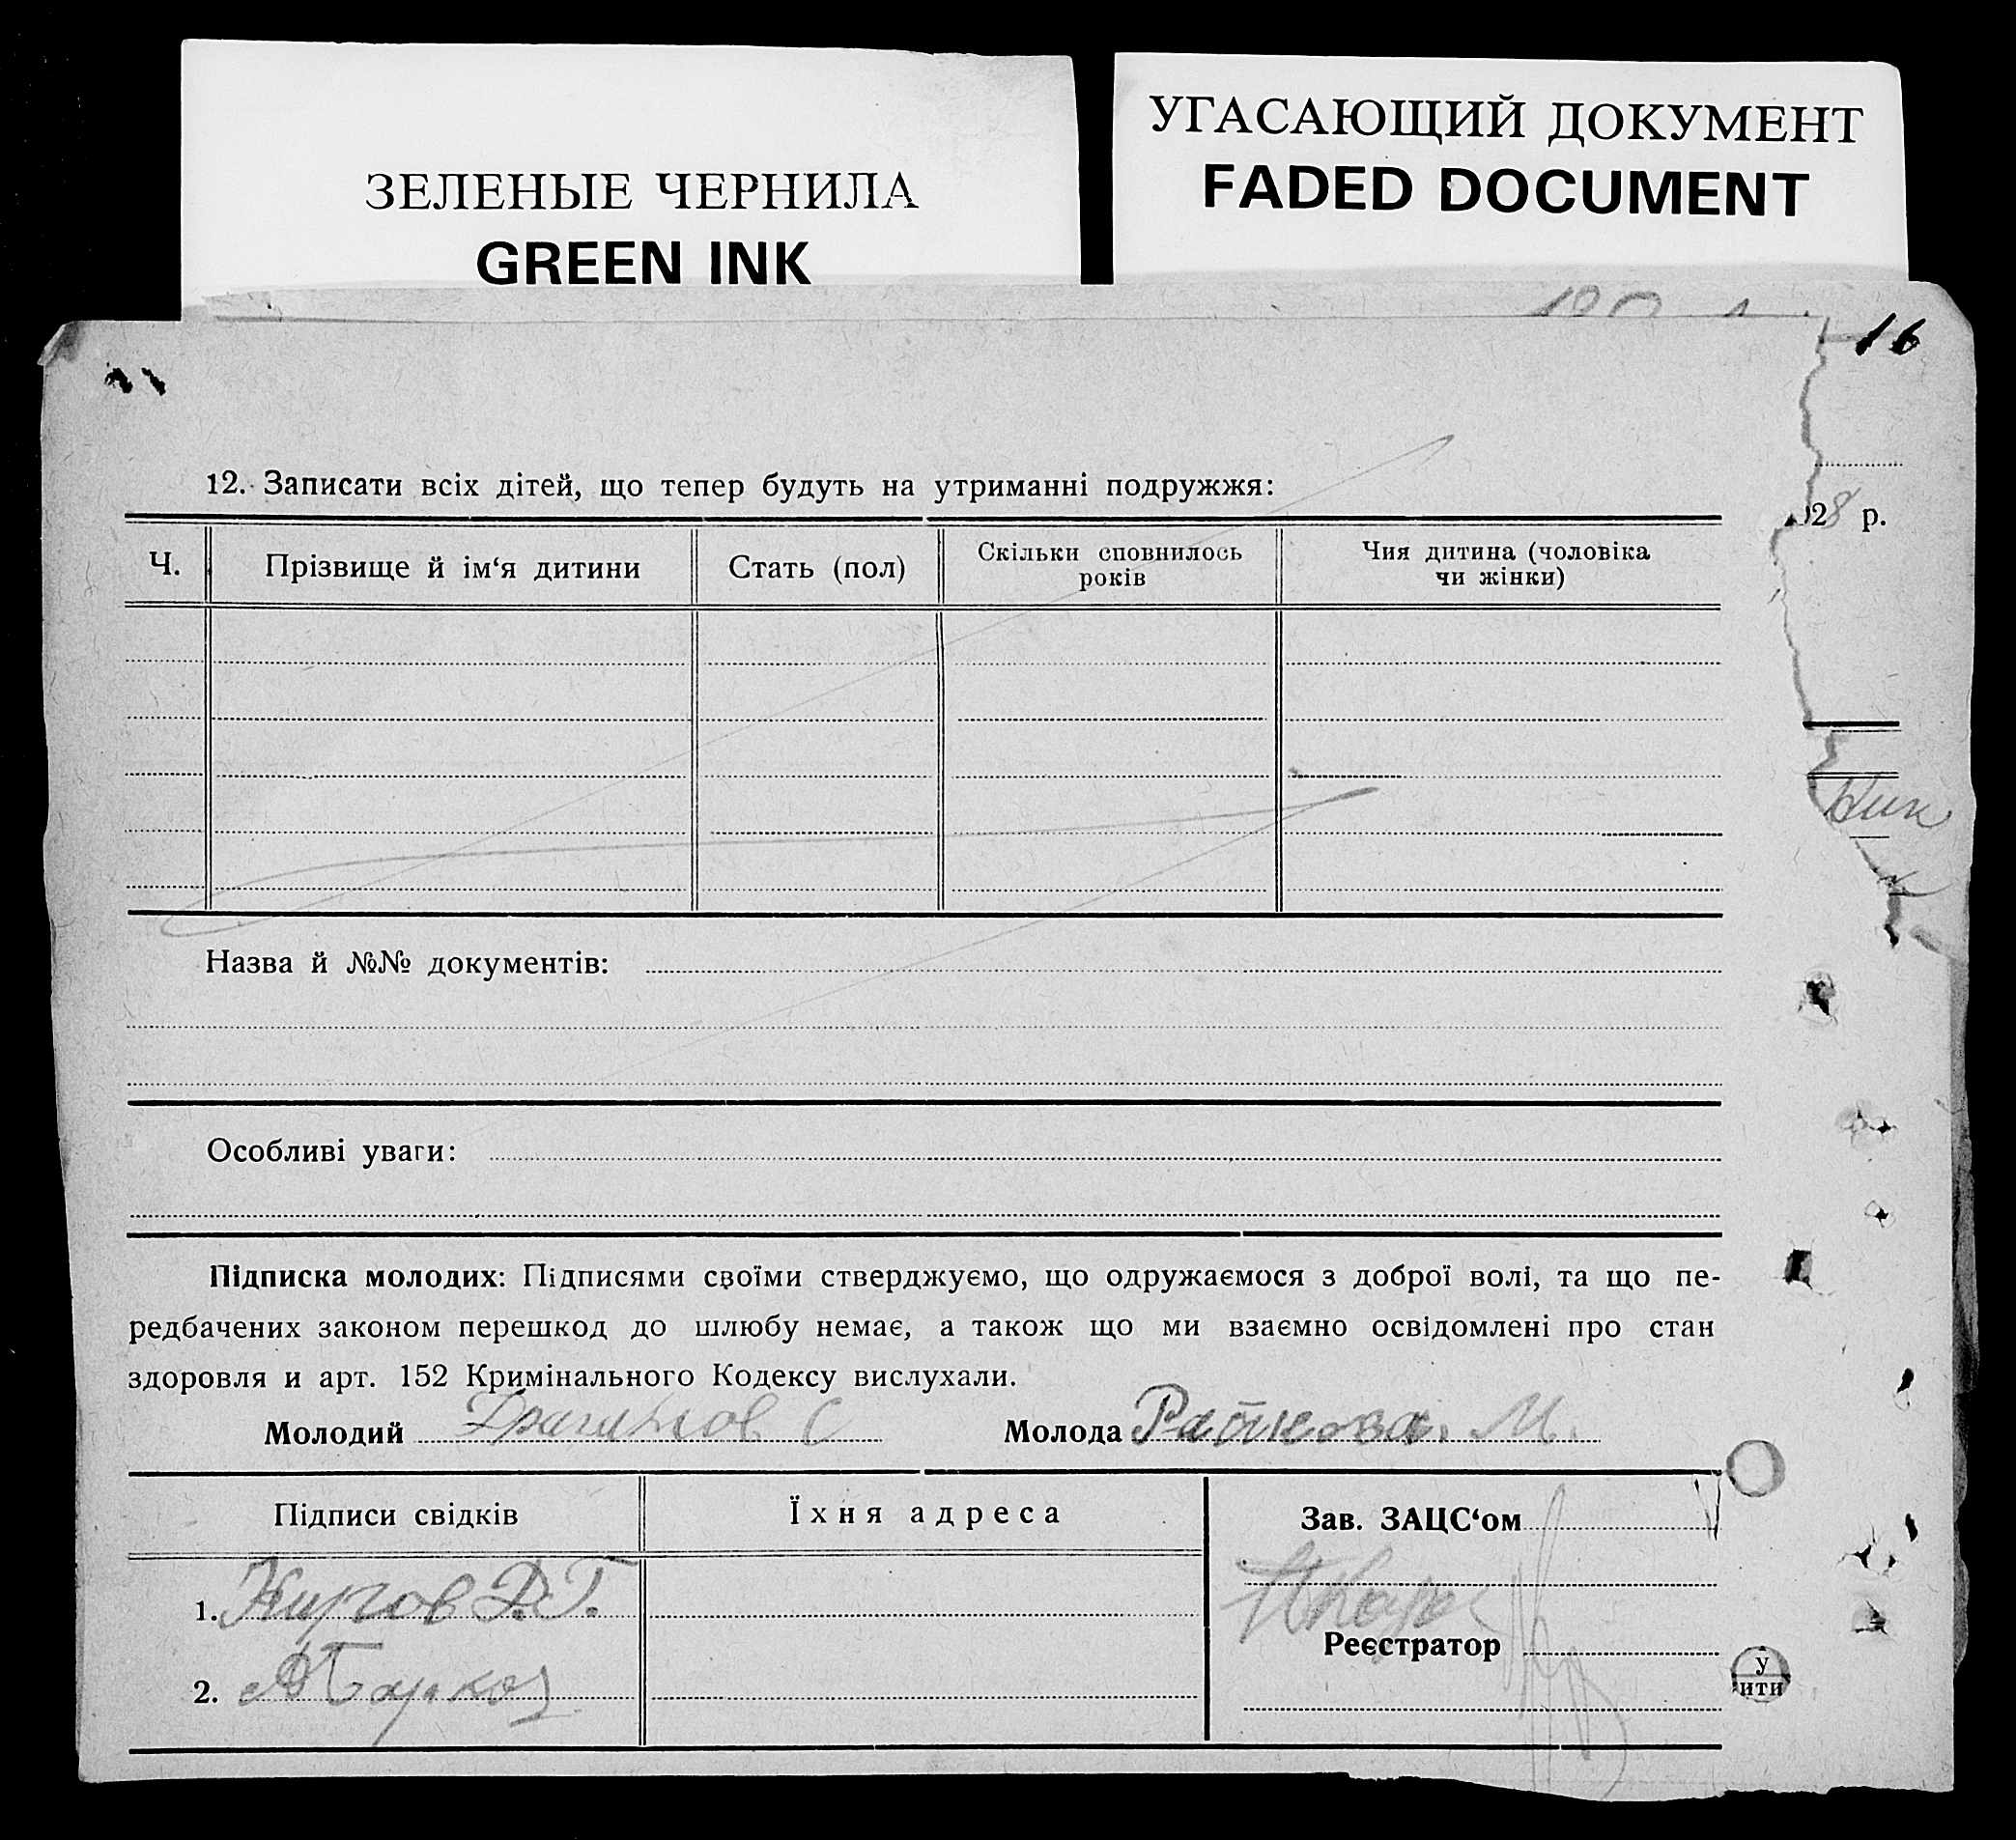 ЗЕЛЕНЫЕ ЧЕРНИЛА
GREEN INK
УГАСАЮЩИЙ ДОКУМЕНТ
FADED DOCUMENT
16
12. Записати всіх дітей, що тепер будуть на утриманні подружжя:
28 р.
Ч.
Прізвище й ім‘я дитини
Стать (пол)
Скільки сповнилось
років
Чия дитина (чоловіка
чи жінки)
Назва й №№ документів:
Особливі уваги:
Підписка молодих: Підписями своїми стверджуємо, що одружаємося з доброї волі, та що пе-
редбачених законом перешкод до шлюбу немає, а також що ми взаємно освідомлені про стан
здоровля и арт. 152 Кримінального Кодексу вислухали.
Молодий С
Молода М.
Підписи свідків
Їхня адреса
Зав. ЗАЦС‘ом
1. Киров Д.Г.
Реєстратор
2.
у
ити